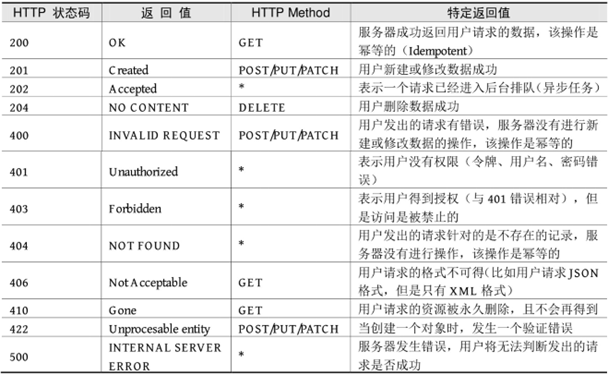 HTTP 状态码 返 回 值 HTTP Method 特定返回值
200 OK GET 服务器成功返回用户请求的数据，该操作是
幂等的（Idempotent）
201 Created POST/PUT/PATCH 用户新建或修改数据成功
202 Accepted * 表示一个请求已经进入后台排队（异步任务）
204 NO CONTENT DELETE 用户删除数据成功
400 INVALID REQUEST POST/PUT/PATCH 用户发出的请求有错误，服务器没有进行新
建或修改数据的操作，该操作是幂等的
401 Unauthorized * 表示用户没有权限（令牌、用户名、密码错
误）
403 Forbidden * 表示用户得到授权（与 401 错误相对），但
是访问是被禁止的
404 NOT FOUND * 用户发出的请求针对的是不存在的记录，服
务器没有进行操作，该操作是幂等的
406 Not Acceptable GET 用户请求的格式不可得（比如用户请求 JSON
格式，但是只有 XML 格式）
410 Gone GET 用户请求的资源被永久删除，且不会再得到
422 Unprocesable entity POST/PUT/PATCH 当创建一个对象时，发生一个验证错误
500 INTERNAL SERVER
ERROR * 服务器发生错误，用户将无法判断发出的请
求是否成功